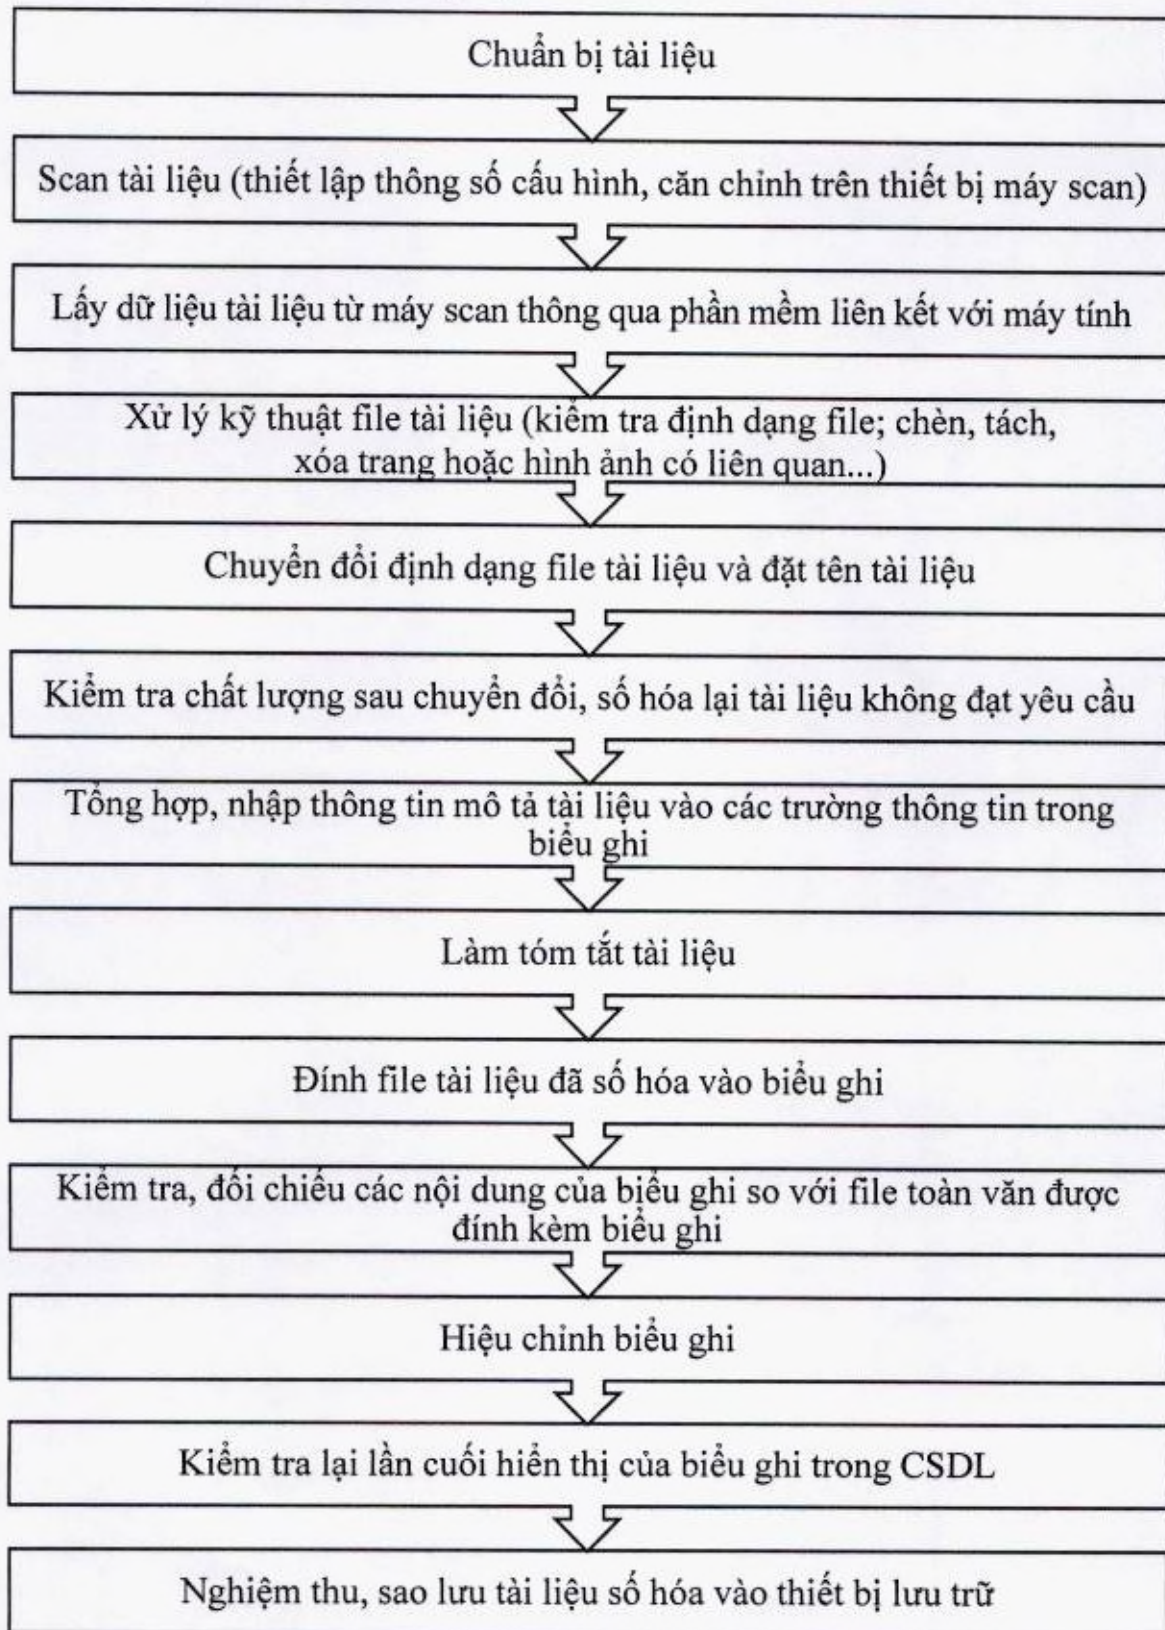 Chuẩn bị tài liệu
Scan tài liệu (thiết lập thông số cấu hình, căn chỉnh trên thiết bị máy scan)
Lấy dữ liệu tài liệu từ máy scan thông qua phần mềm liên kết với máy tính
Xử lý kỹ thuật file tài liệu (kiểm tra định dạng file; chèn, tách,
xóa trang hoặc hình ảnh có liên quan...)
Chuyển đổi định dạng file tài liệu và đặt tên tài liệu
Kiểm tra chất lượng sau chuyển đổi, số hóa lại tài liệu không đạt yêu cầu
Tổng hợp, nhập thông tin mô tả tài liệu vào các trường thông tin trong
biểu ghi
Làm tóm tắt tài liệu
Đính file tài liệu đã số hóa vào biểu ghi
Kiểm tra, đối chiếu các nội dung của biểu ghi so với file toàn văn được
đính kèm biểu ghi
Hiệu chỉnh biểu ghi
Kiểm tra lại lần cuối hiển thị của biểu ghi trong CSDL
Nghiệm thu, sao lưu tài liệu số hóa vào thiết bị lưu trữ